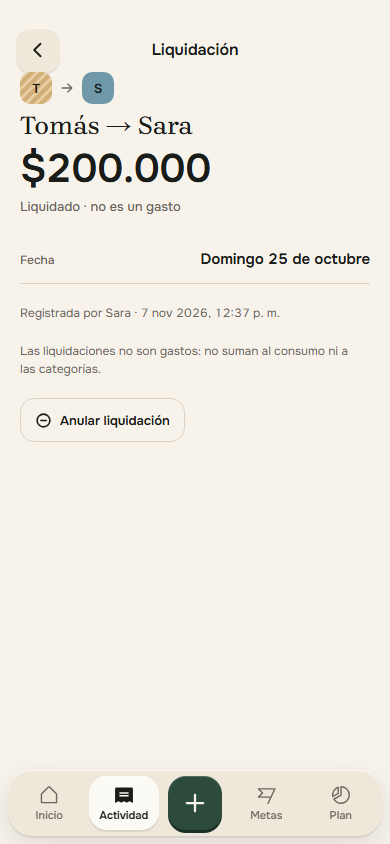 Liquidación
T → S
Tomás → Sara
$200.000
Liquidado · no es un gasto
Fecha
Domingo 25 de octubre
Registrada por Sara · 7 nov 2026, 12:37 p. m.
Las liquidaciones no son gastos: no suman al consumo ni a
las categorías.
Anular liquidación
Inicio
Actividad
Metas
Plan